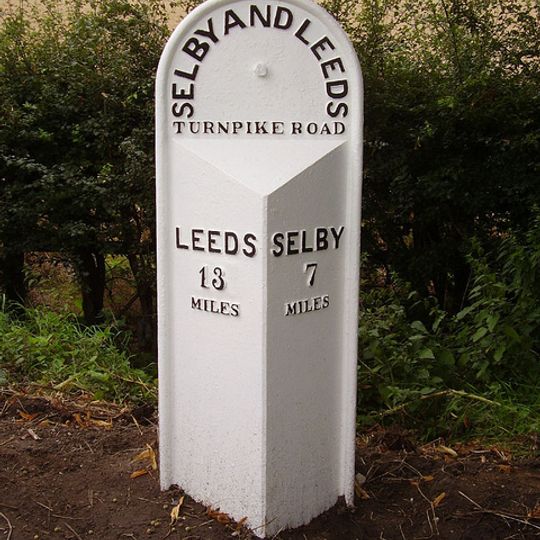 SELBY AND LEEDS
TURNPIKE ROAD
LEEDS
13
MILES
SELBY
7
MILES